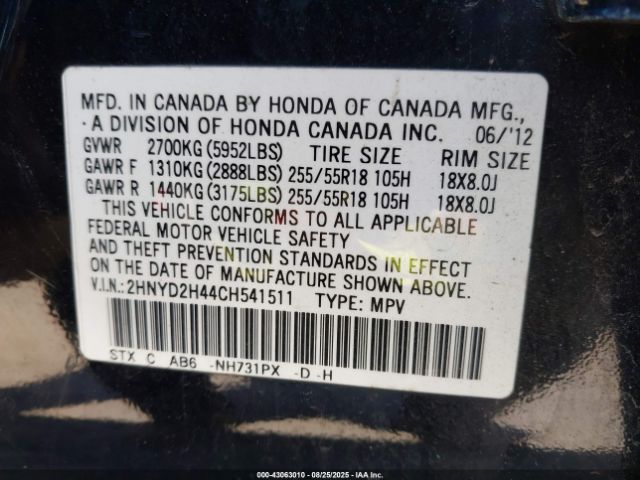 MFD. IN CANADA BY HONDA OF CANADA MFG.,
A DIVISION OF HONDA CANADA INC. 06/'12
GVWR 2700KG (5952LBS) TIRE SIZE RIM SIZE
GAWR F 1310KG (2888LBS) 255/55R18 105H 18X8.0J
GAWR R 1440KG (3175LBS) 255/55R18 105H 18X8.0J
THIS VEHICLE CONFORMS TO ALL APPLICABLE
FEDERAL MOTOR VEHICLE SAFETY
AND THEFT PREVENTION STANDARDS IN EFFECT
ON THE DATE OF MANUFACTURE SHOWN ABOVE.
V.I.N.: 2HNYD2H44CH541511 TYPE: MPV
STX C AB6 -NH731PX -D -H
000-43063010 - 08/25/2025 - IAA Inc.